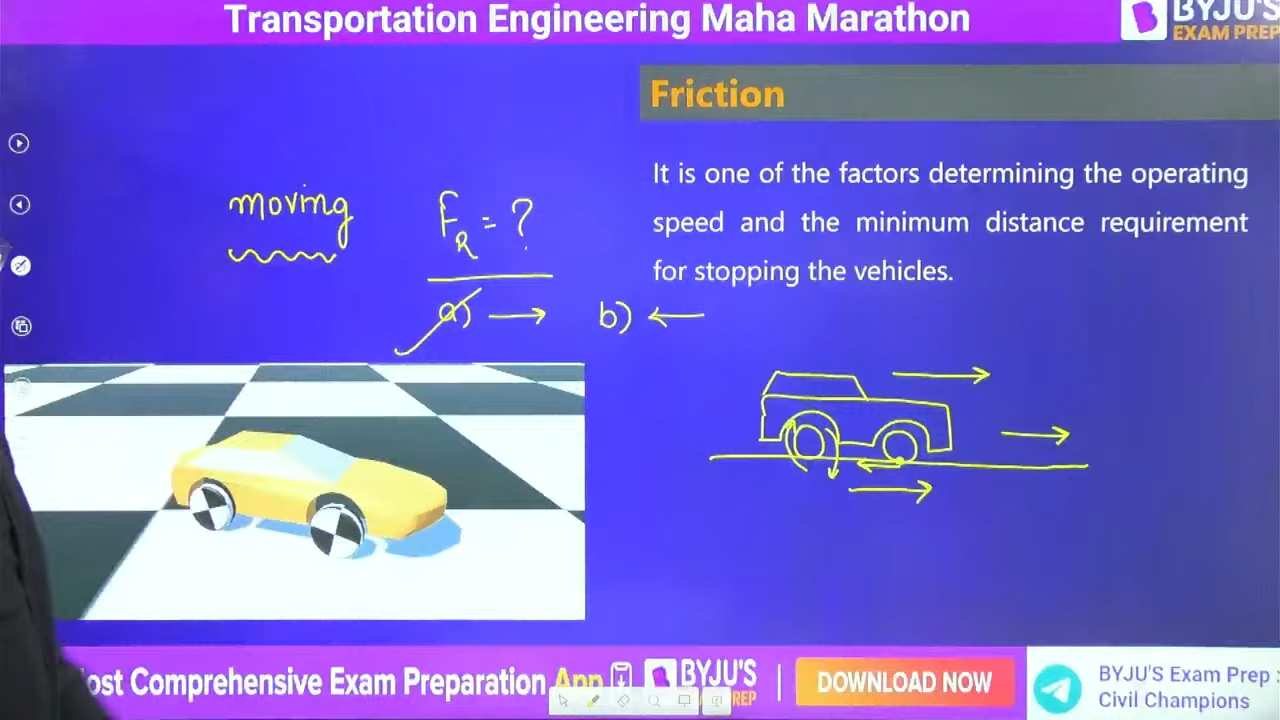 Transportation Engineering Maha Marathon
BYJU'S
EXAM PREP
Friction
It is one of the factors determining the operating
speed and the minimum distance requirement
for stopping the vehicles.
moving
F_R = ?
a) → b) ←
ost Comprehensive Exam Preparation App
BYJU'S
REP
DOWNLOAD NOW
BYJU'S Exam Prep :
Civil Champions